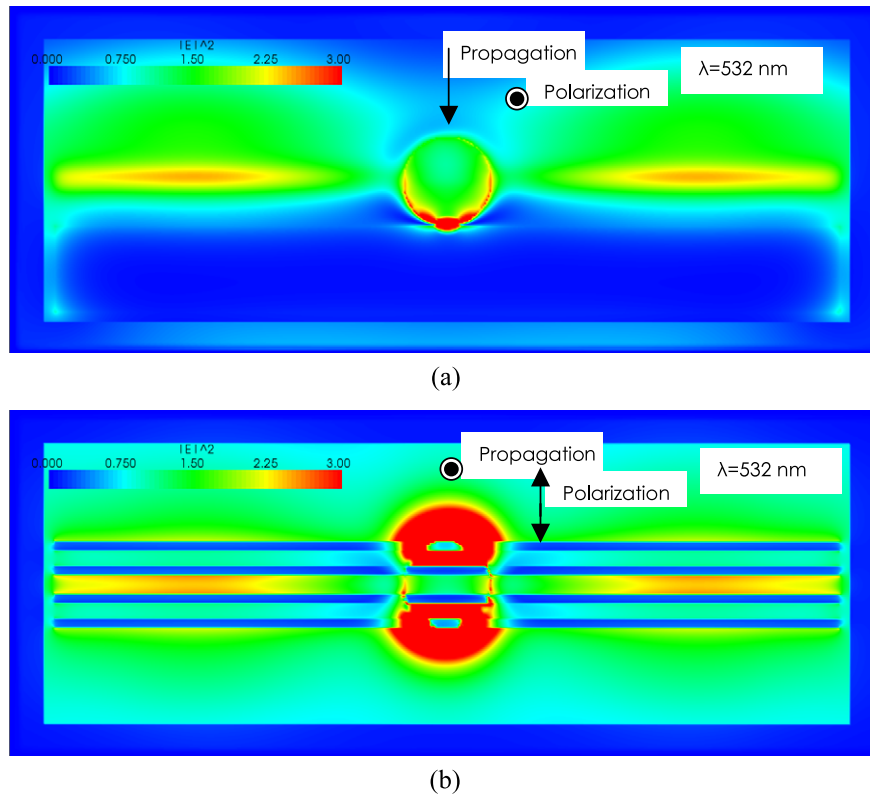 |E|^2
0.000 0.750 1.50 2.25 3.00
Propagation
Polarization
λ=532 nm
(a)
|E|^2
0.000 0.750 1.50 2.25 3.00
Propagation
Polarization
λ=532 nm
(b)